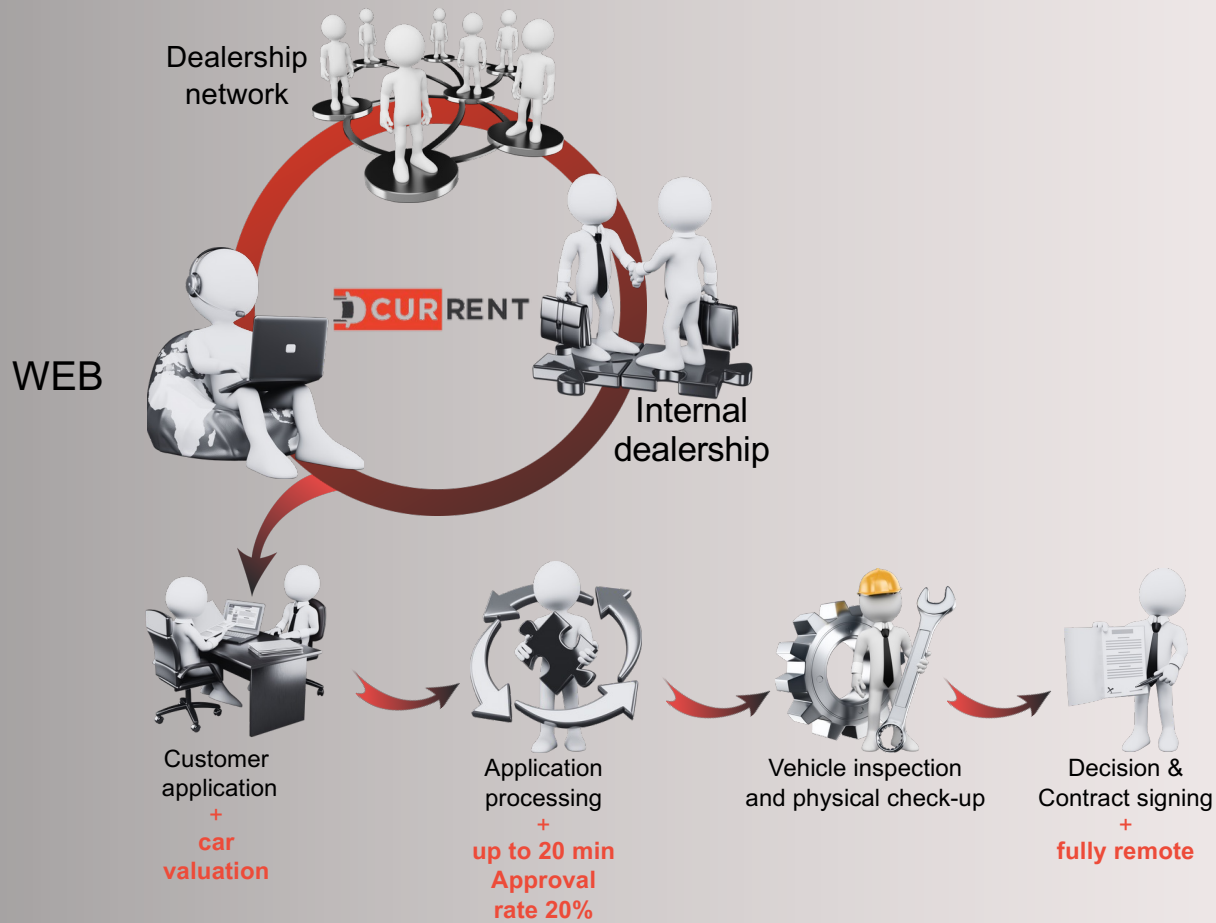 Dealership
network
CURRENT
WEB
Internal
dealership
Customer
application
+
car
valuation
Application
processing
+
up to 20 min
Approval
rate 20%
Vehicle inspection
and physical check-up
Decision &
Contract signing
+
fully remote